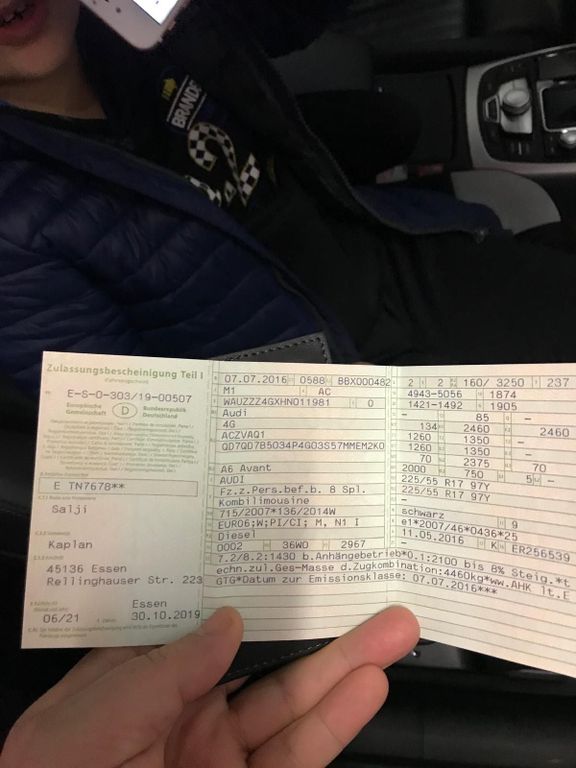 BRANDS
2
Zulassungsbescheinigung Teil I
(Fahrzeugschein)
E-S-O-303/19-00507
Europäische Gemeinschaft
D
Bundesrepublik Deutschland
E TN7678**
Salji
Kaplan
45136 Essen
Rellinghauser Str. 223
Essen
06/21
30.10.2019
07.07.2016 0588 BBX000482
M1 AC
WAUZZZ4GXHN011981 0
Audi
4G
ACZVAQ1
QD7QD7B5034P4G03S57MMEM2K0
A6 Avant
AUDI
Fz.z.Pers.bef.b. 8 Spl.
Kombilimousine
715/2007*136/2014W
EURO6;W;PI/CI; M, N1 I
Diesel
0002 36W0 2967
7.2/8.2:1430 b.Anhängebetrieb*O.1:2100 bis 8% Steig.*t
echn.zul.Ges-Masse d.Zugkombination:4460kg*ww.AHK lt.E
GTG*Datum zur Emissionsklasse: 07.07.2016***
2 2 160/ 3250 237
4943-5056 1874
1421-1492 1905
- 85 -
134 2460 2460
1260 1350 -
1260 1350 -
70 2375 70
2000 750 5 -
225/55 R17 97Y
225/55 R17 97Y
-
schwarz 9
e1*2007/46*0436*25
11.05.2016 K ER256539